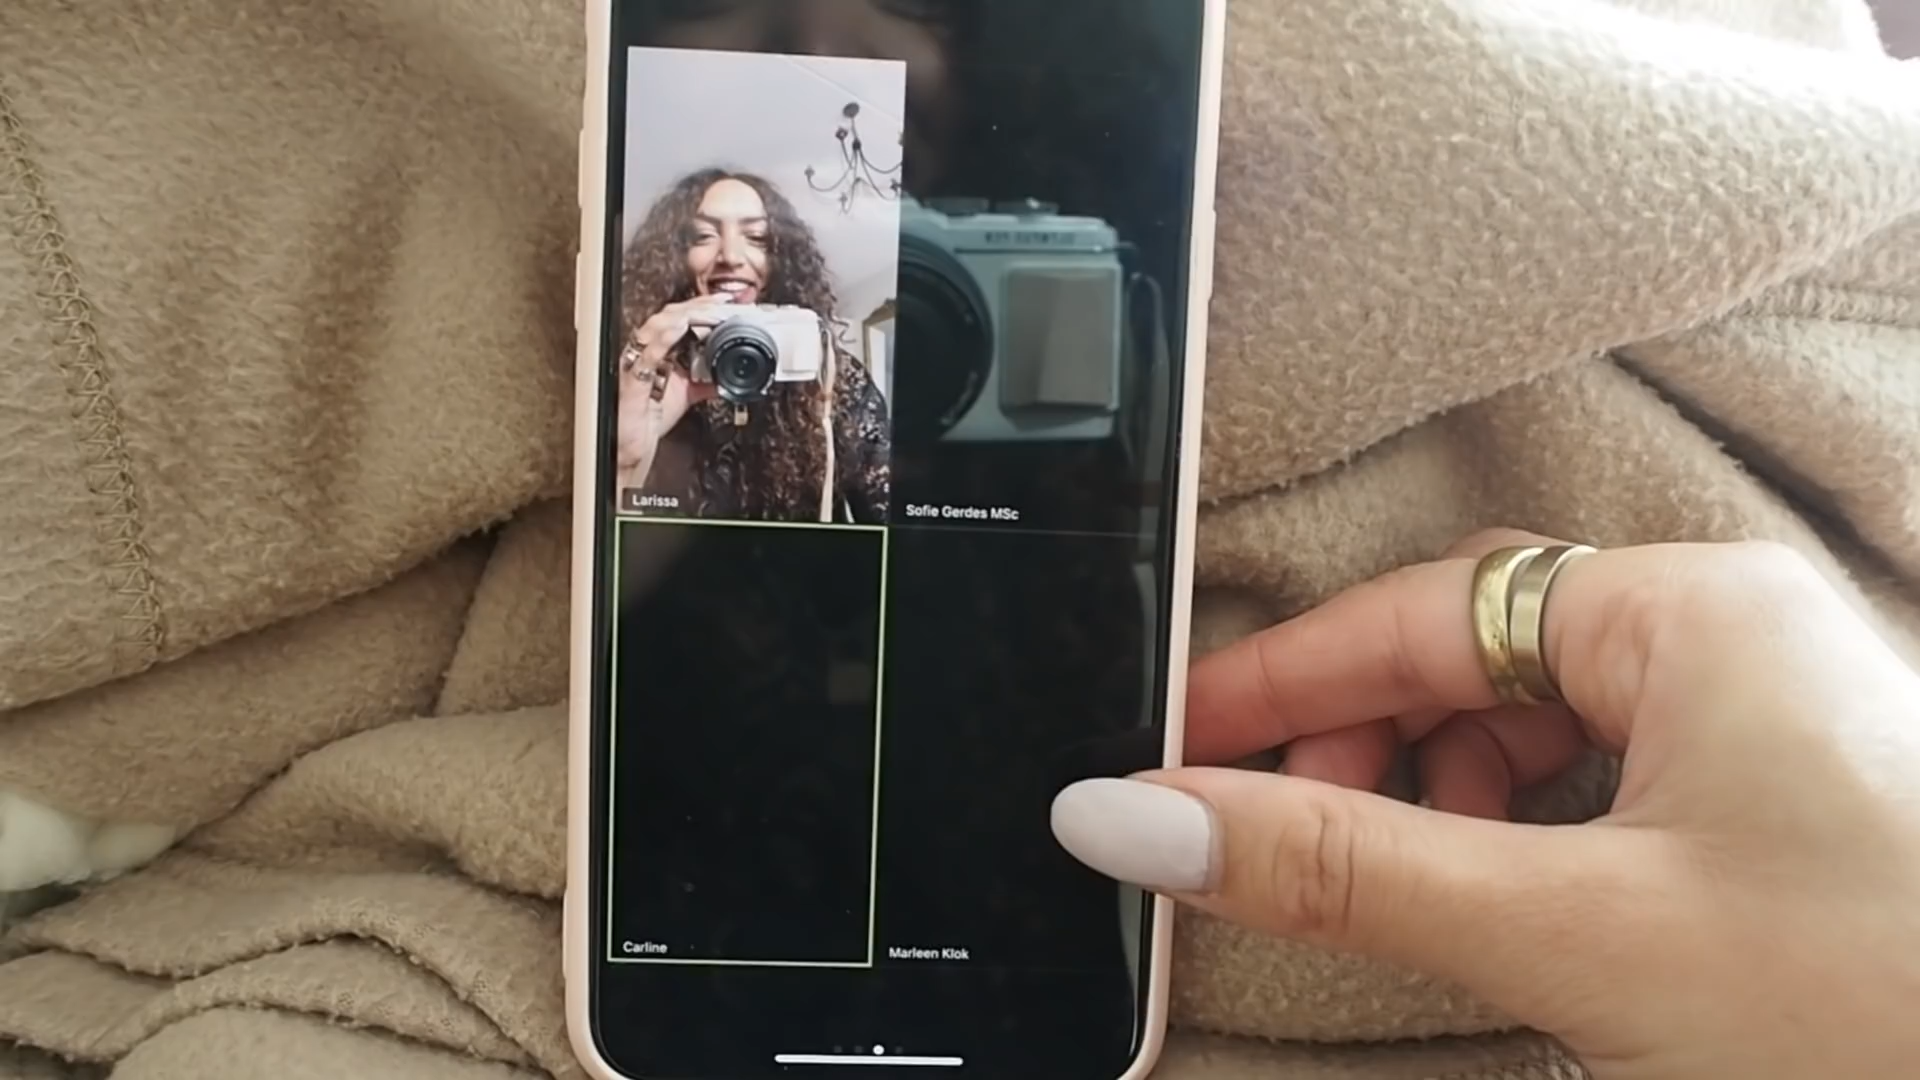 Larissa
Sofie Gerdes MSc
Carline
Marleen Klok